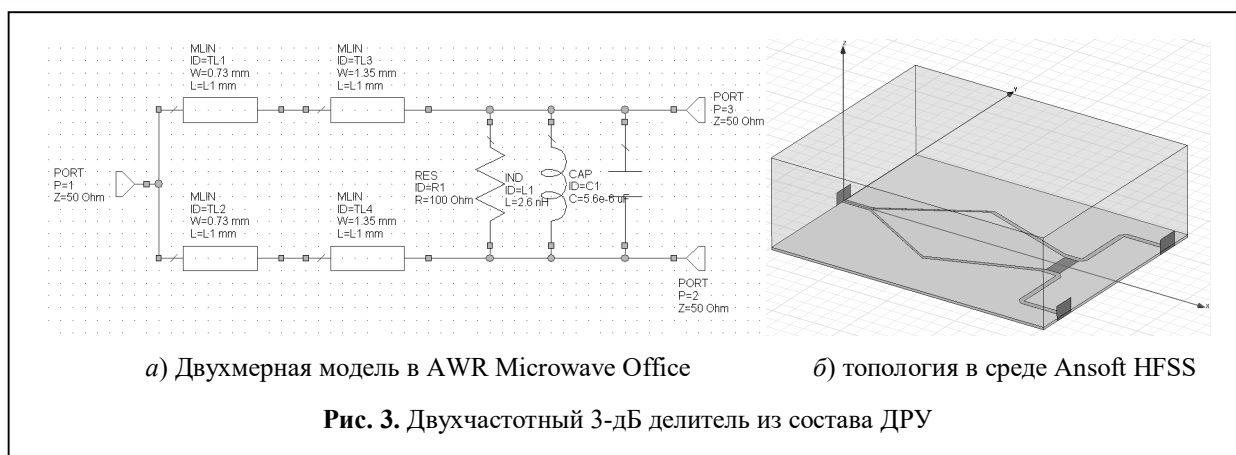 MLIN
ID=TL1
W=0.73 mm
L=L1 mm
MLIN
ID=TL3
W=1.35 mm
L=L1 mm
PORT
P=3
Z=50 Ohm
PORT
P=1
Z=50 Ohm
RES
ID=R1
R=100 Ohm
IND
ID=L1
L=2.6 nH
CAP
ID=C1
C=5.6e-6 uF
MLIN
ID=TL2
W=0.73 mm
L=L1 mm
MLIN
ID=TL4
W=1.35 mm
L=L1 mm
PORT
P=2
Z=50 Ohm
Z
Y
X
а) Двухмерная модель в AWR Microwave Office
б) топология в среде Ansoft HFSS
Рис. 3. Двухчастотный 3-дБ делитель из состава ДРУ